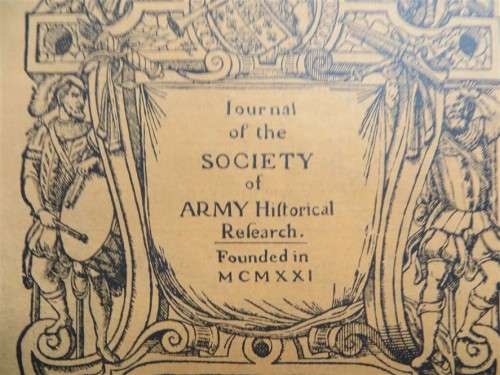 Journal
of the
SOCIETY
of
ARMY Hiſtorical
Reſearch.
Founded in
MCMXXI